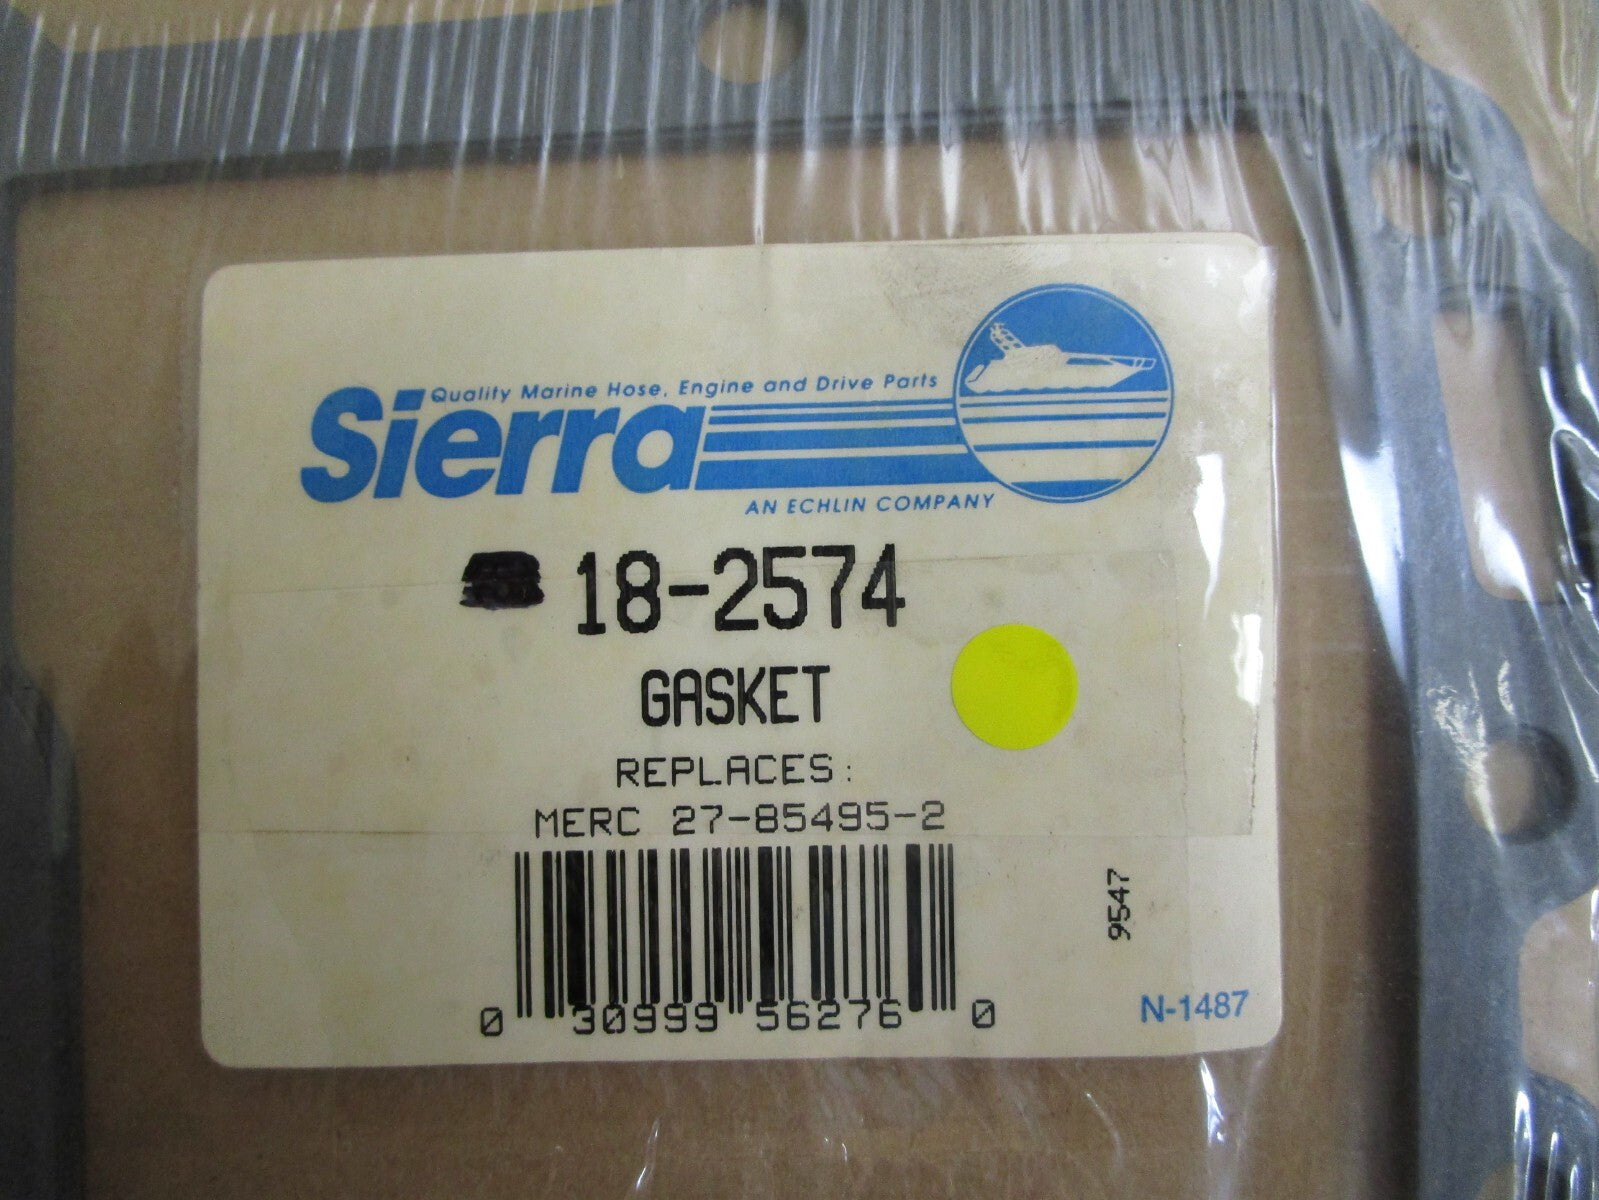 Quality Marine Hose, Engine and Drive Parts
Sierra
AN ECHLIN COMPANY
18-2574
GASKET
REPLACES:
MERC 27-85495-2
0 30999 56276 0
9547
N-1487